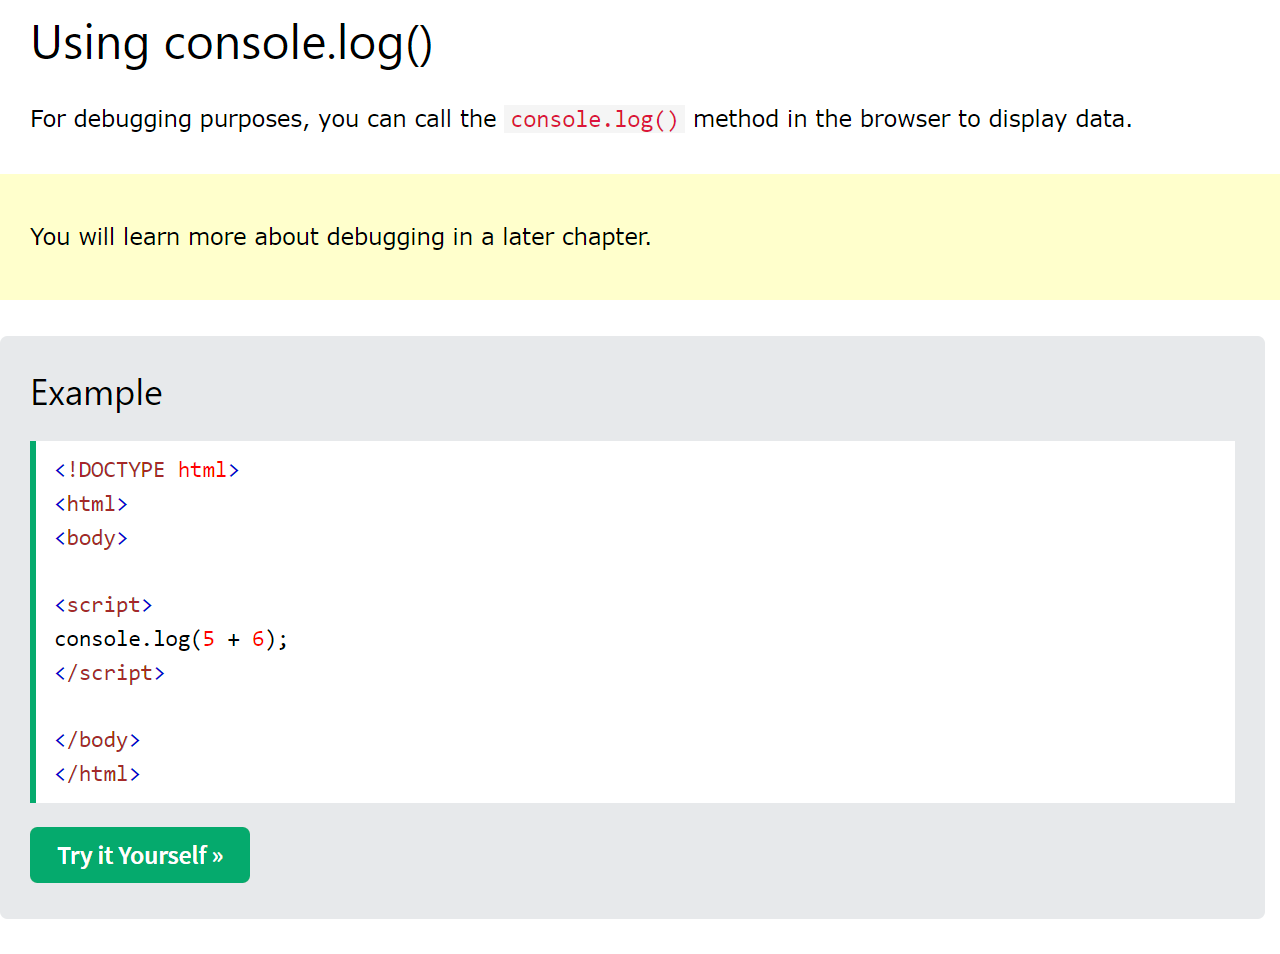 Using console.log()
For debugging purposes, you can call the console.log() method in the browser to display data.
You will learn more about debugging in a later chapter.
Example
<!DOCTYPE html>
<html>
<body>
<script>
console.log(5 + 6);
</script>
</body>
</html>
Try it Yourself »